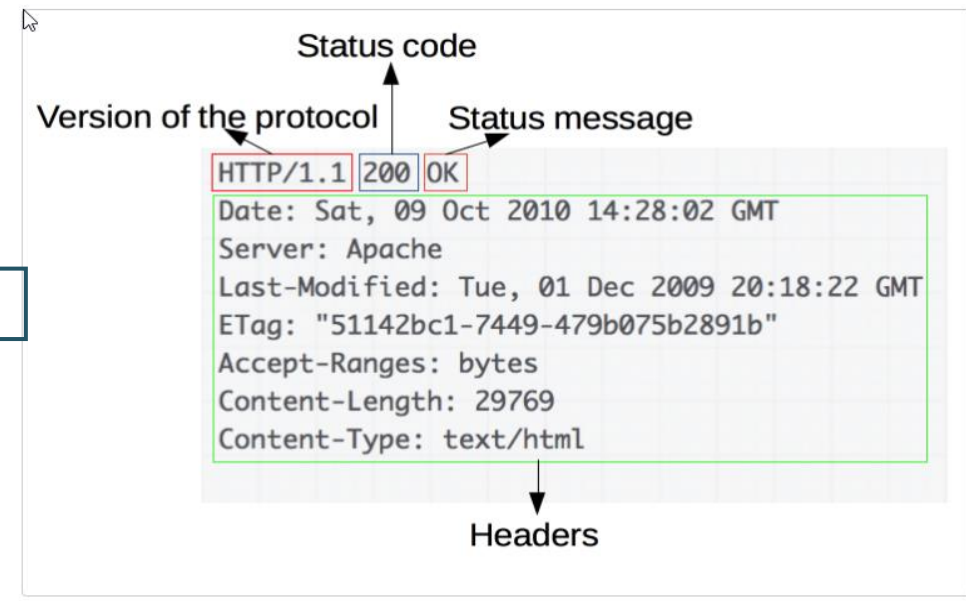 Status code
Version of the protocol
Status message
HTTP/1.1 200 OK
Date: Sat, 09 Oct 2010 14:28:02 GMT
Server: Apache
Last-Modified: Tue, 01 Dec 2009 20:18:22 GMT
ETag: "51142bc1-7449-479b075b2891b"
Accept-Ranges: bytes
Content-Length: 29769
Content-Type: text/html
Headers